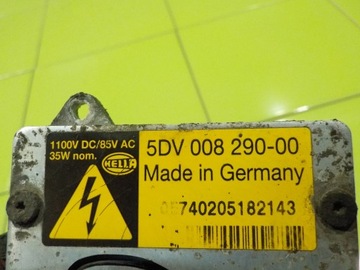 1100V DC/85V AC
35W nom.
HELLA
5DV 008 290-00
Made in Germany
740205182143